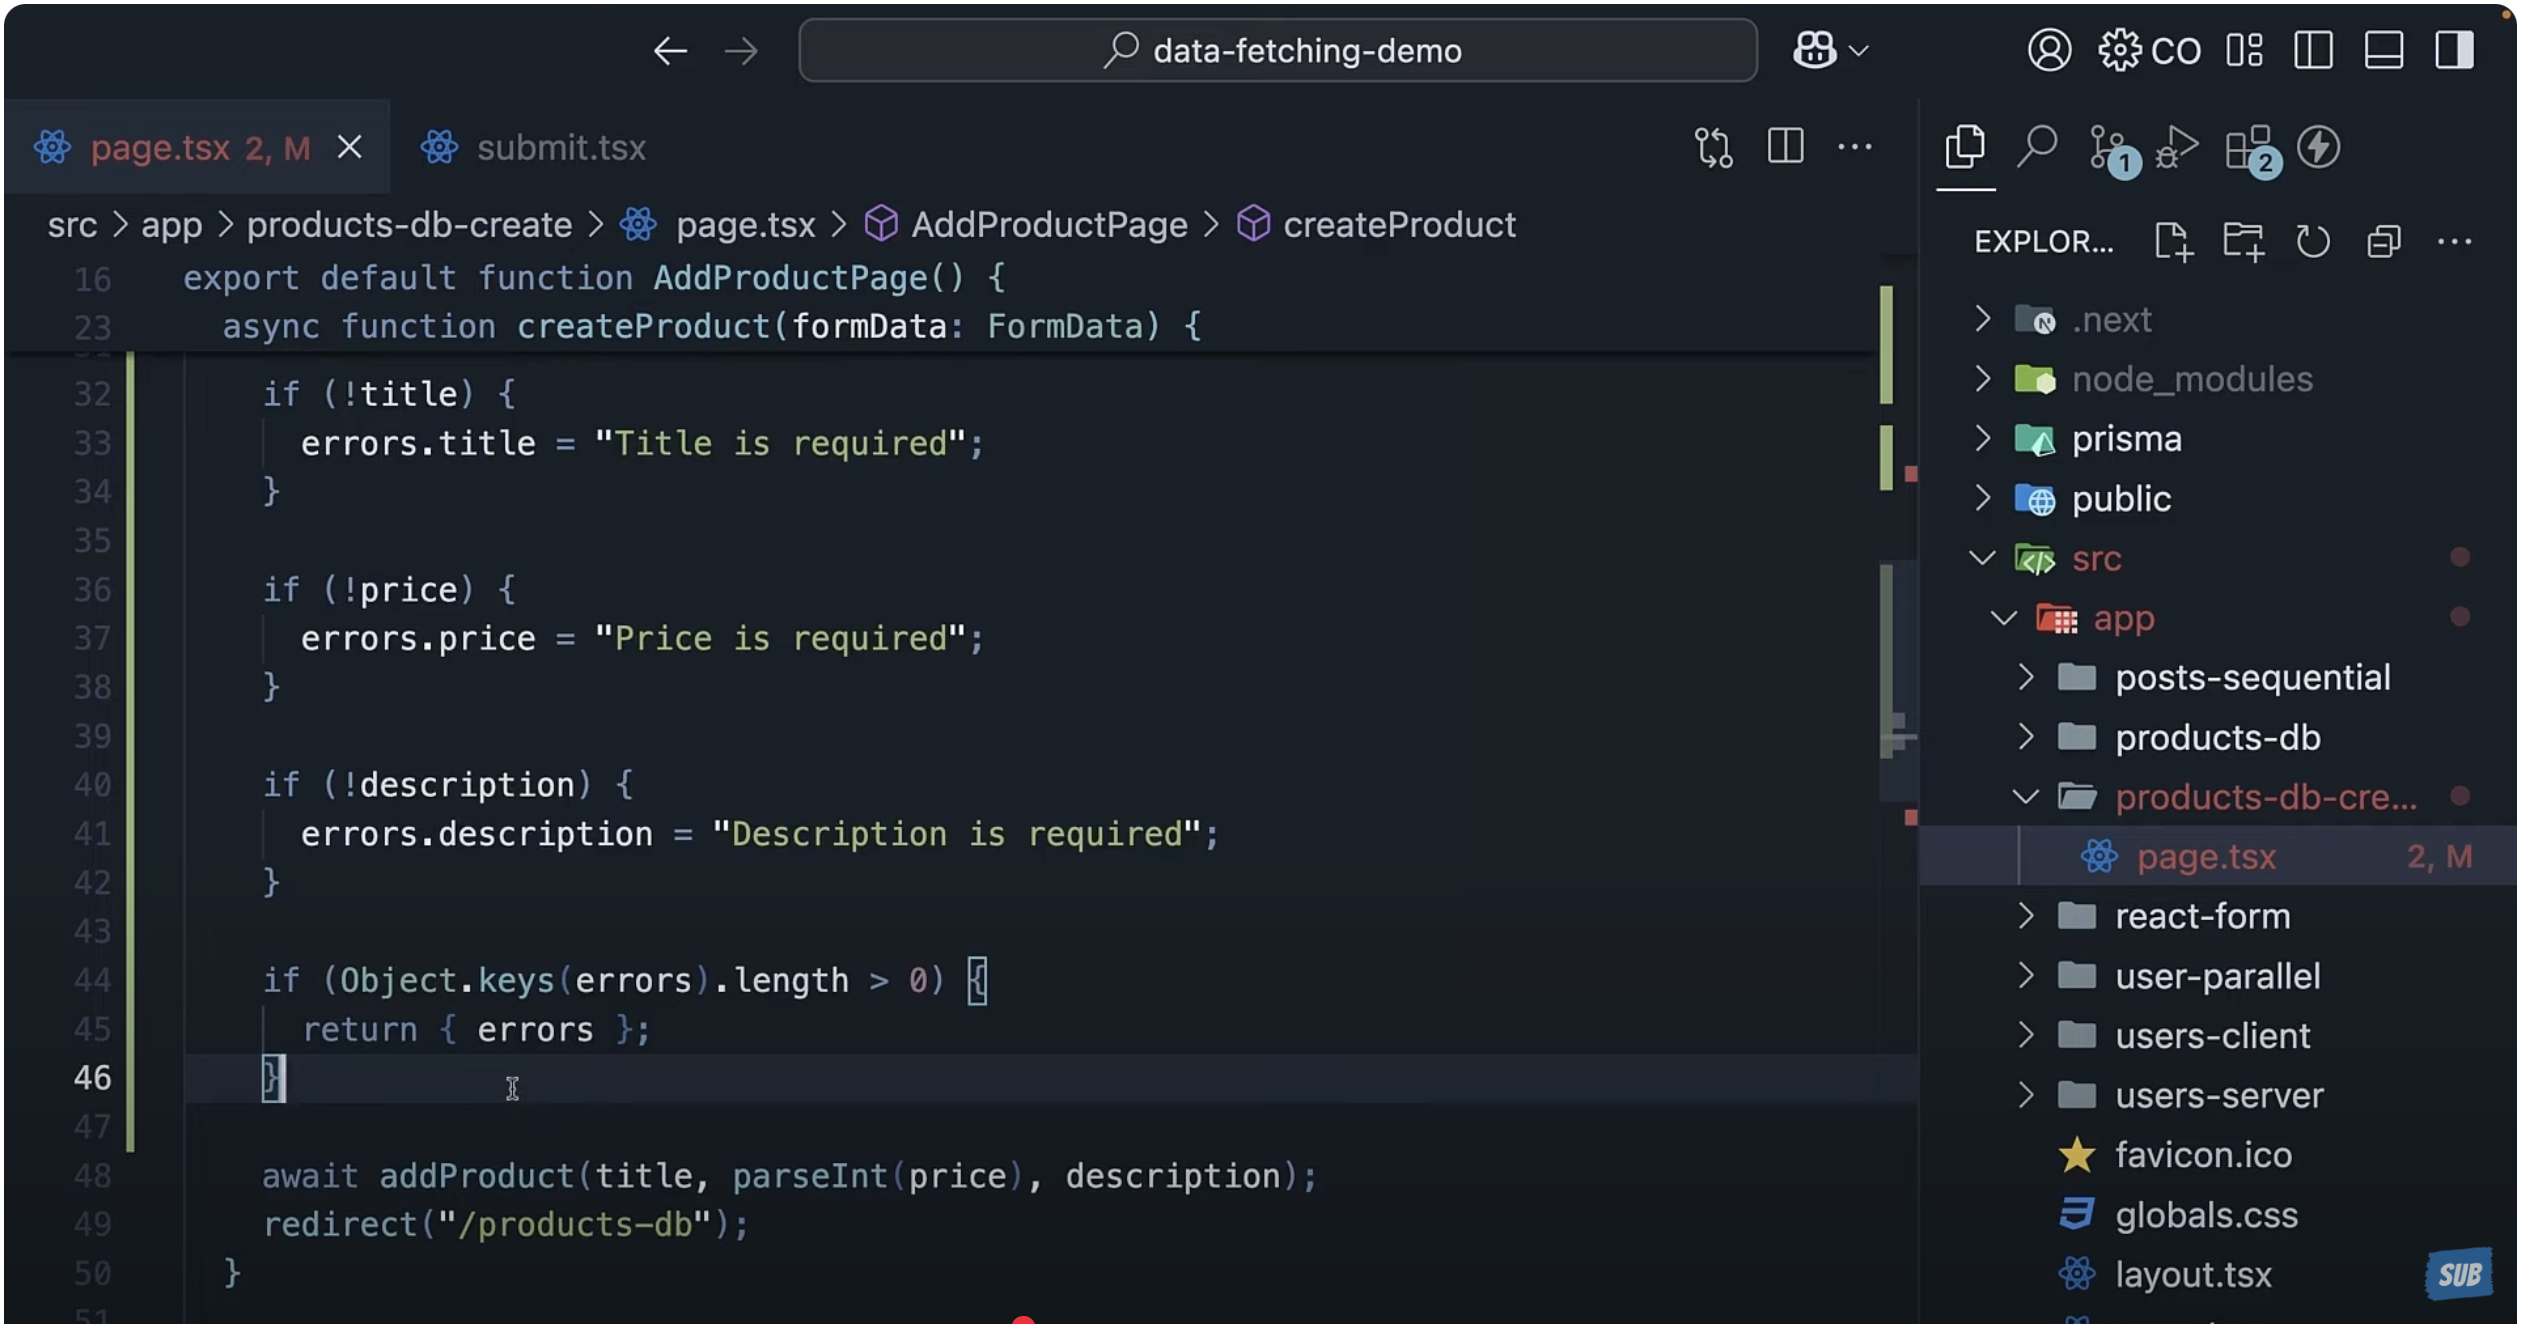 data-fetching-demo
CO
page.tsx 2, M
submit.tsx
1
2
src > app > products-db-create > page.tsx > AddProductPage > createProduct
16 export default function AddProductPage() {
23 async function createProduct(formData: FormData) {
32 if (!title) {
33 errors.title = "Title is required";
34 }
35
36 if (!price) {
37 errors.price = "Price is required";
38 }
39
40 if (!description) {
41 errors.description = "Description is required";
42 }
43
44 if (Object.keys(errors).length > 0) {
45 return { errors };
46 }
47
48 await addProduct(title, parseInt(price), description);
49 redirect("/products-db");
50 }
51
EXPLOR...
.next
node_modules
prisma
public
src
app
posts-sequential
products-db
products-db-cre...
page.tsx 2, M
react-form
user-parallel
users-client
users-server
favicon.ico
globals.css
layout.tsx
SUB